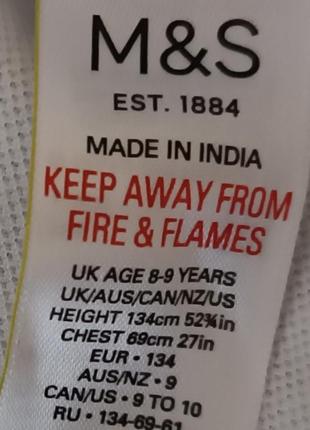 M&S
EST. 1884
MADE IN INDIA
KEEP AWAY FROM
FIRE & FLAMES
UK AGE 8-9 YEARS
UK/AUS/CAN/NZ/US
HEIGHT 134cm 52¾in
CHEST 69cm 27in
EUR • 134
AUS/NZ • 9
CAN/US • 9 TO 10
RU • 134-69-61